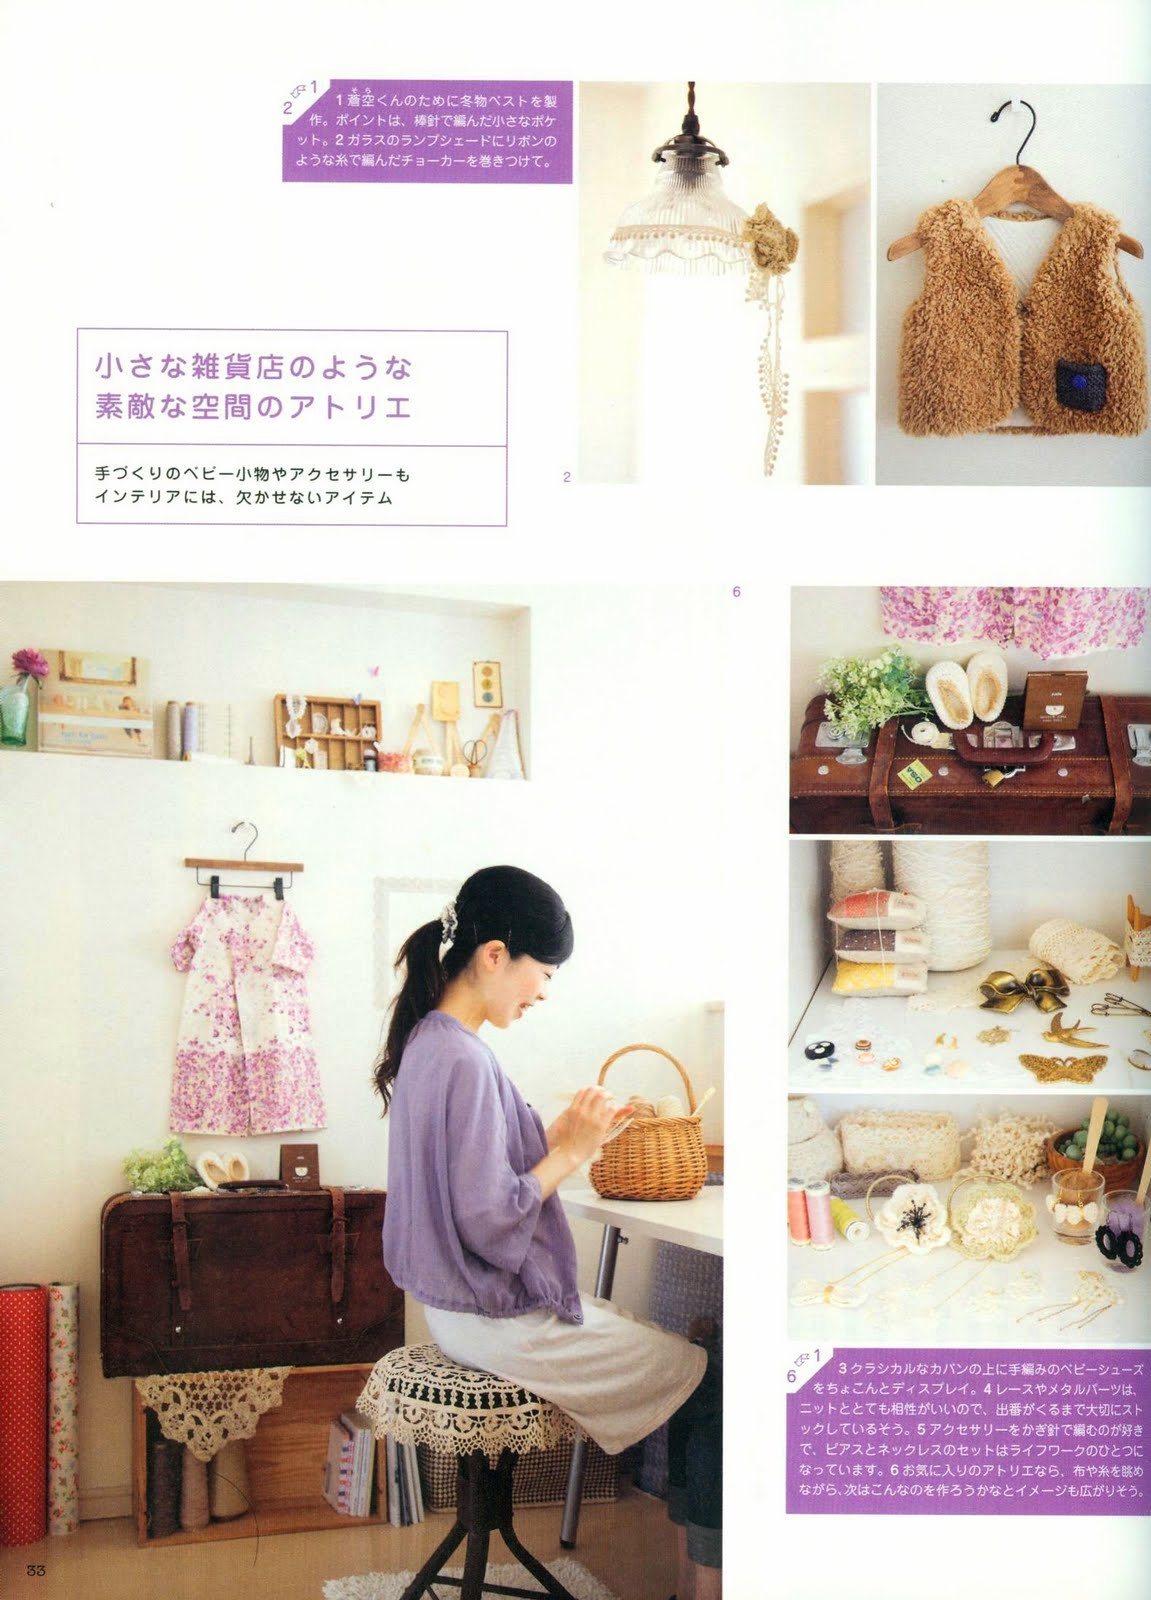 1
2
1 蒼空くんのために冬物ベストを製
作。ポイントは、棒針で編んだ小さなポケ
ット。2 ガラスのランプシェードにリボンの
ような糸で編んだチョーカーを巻きつけて。
小さな雑貨店のような
素敵な空間のアトリエ
手づくりのベビー小物やアクセサリーも
インテリアには、欠かせないアイテム
2
6
1
6
3 クラシカルなカバンの上に手編みのベビーシューズ
をちょこんとディスプレイ。4 レースやメタルパーツは、
ニットととても相性がいいので、出番がくるまで大切にスト
ックしているそう。5 アクセサリーをかぎ針で編むのが好き
で、ピアスとネックレスのセットはライフワークのひとつに
なっています。6 お気に入りのアトリエなら、布や糸を眺め
ながら、次はこんなのを作ろうかなとイメージも広がりそう。
33